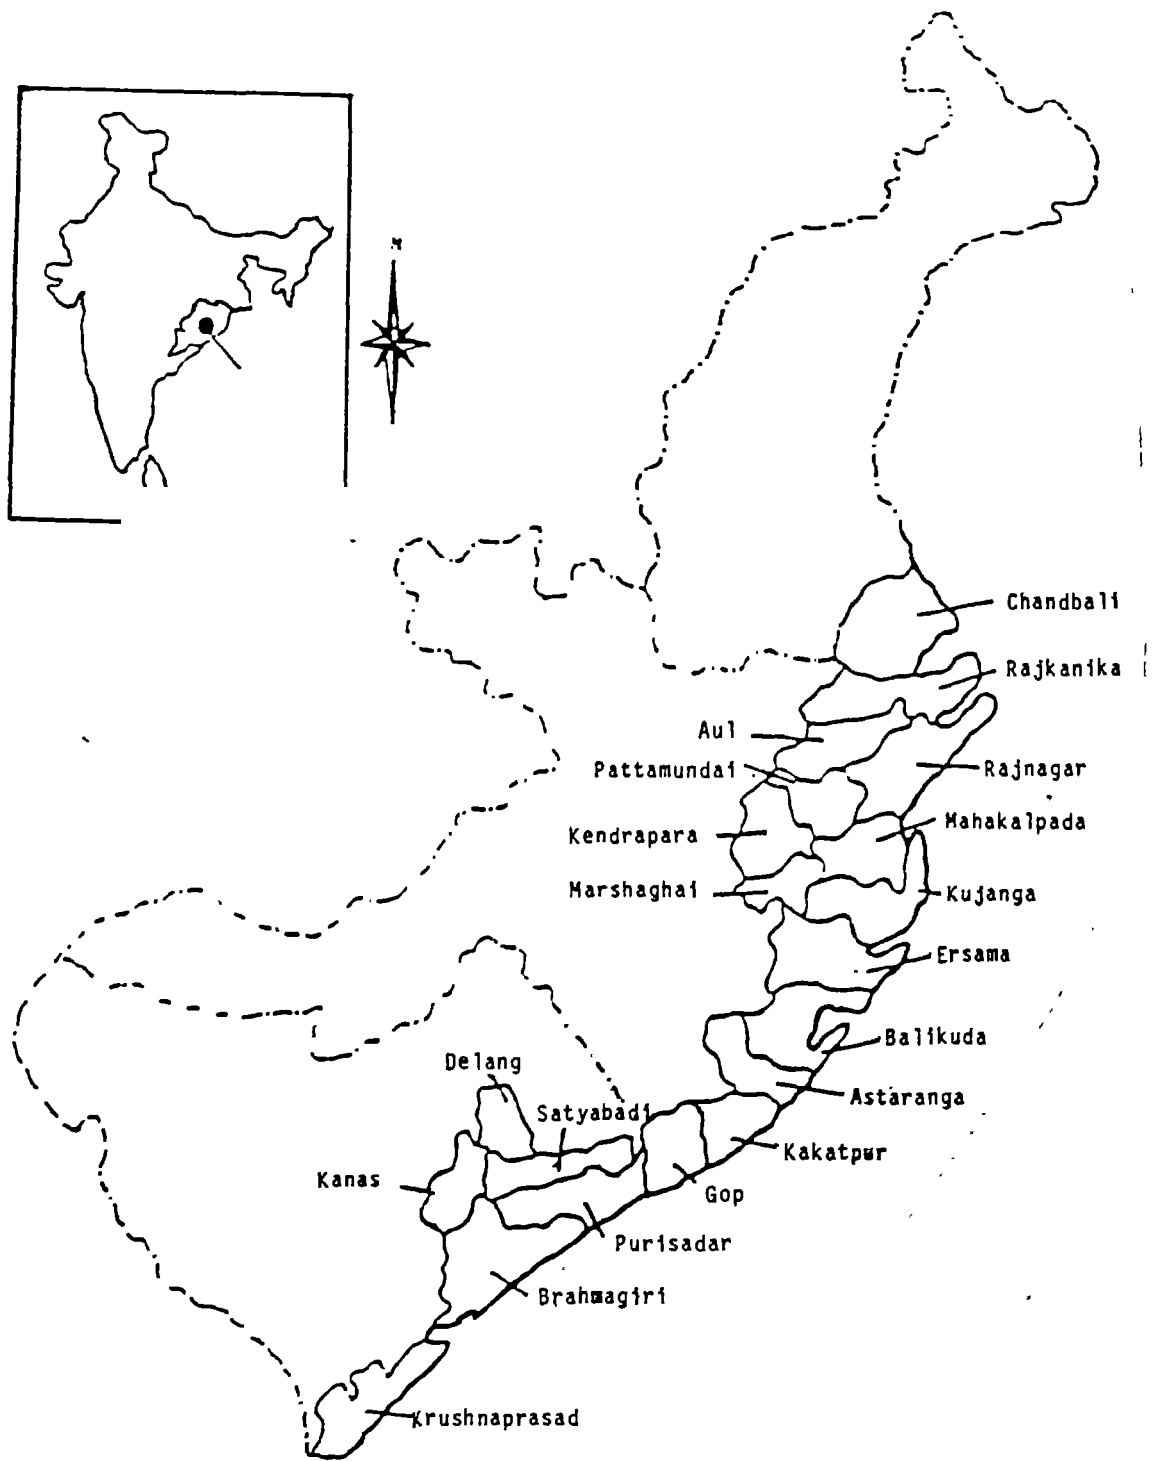 N
Chandbali
Rajkanika
Aul
Pattamundai
Rajnagar
Mahakalpada
Kendrapara
Marshaghai
Kujanga
Ersama
Balikuda
Delang
Astaranga
Satyabadi
Kakatpur
Kanas
Gop
Purisadar
Brahmagiri
Krushnaprasad